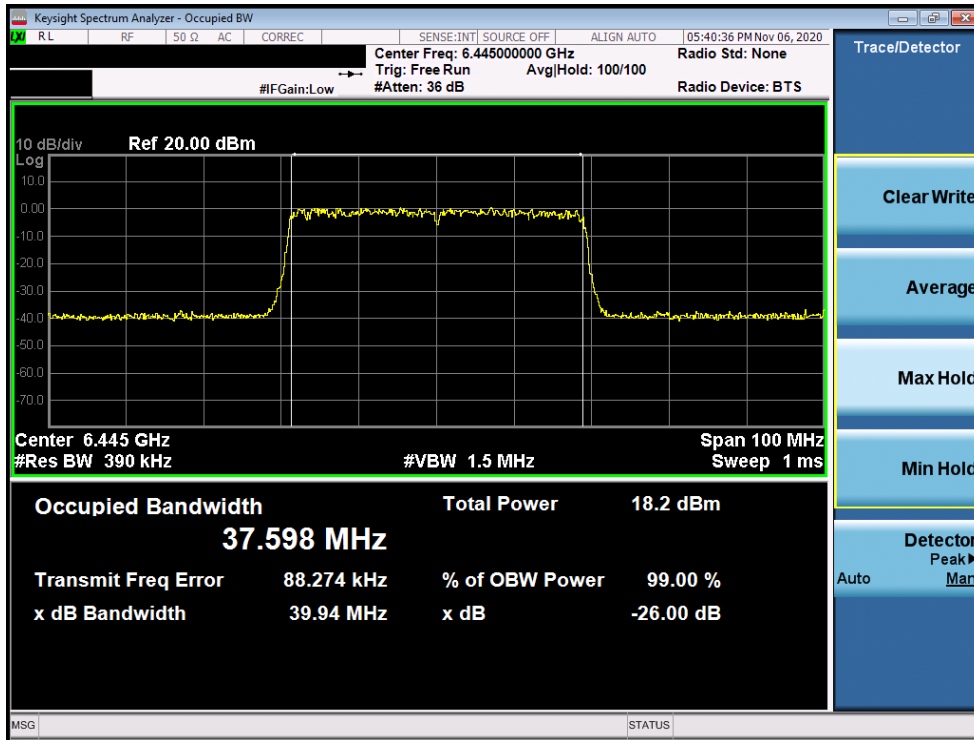 Keysight Spectrum Analyzer - Occupied BW
LXI RL RF 50 Ω AC CORREC SENSE:INT SOURCE OFF ALIGN AUTO 05:40:36 PM Nov 06, 2020
Center Freq: 6.445000000 GHz Radio Std: None
Trig: Free Run Avg|Hold: 100/100
#IFGain:Low #Atten: 36 dB Radio Device: BTS
Trace/Detector
10 dB/div Ref 20.00 dBm
Log
10.0
0.00
-10.0
-20.0
-30.0
-40.0
-50.0
-60.0
-70.0
Center 6.445 GHz Span 100 MHz
#Res BW 390 kHz #VBW 1.5 MHz Sweep 1 ms
Occupied Bandwidth Total Power 18.2 dBm
37.598 MHz
Transmit Freq Error 88.274 kHz % of OBW Power 99.00 %
x dB Bandwidth 39.94 MHz x dB -26.00 dB
Clear Write
Average
Max Hold
Min Hold
Detector
Peak▶
Auto Man
MSG STATUS